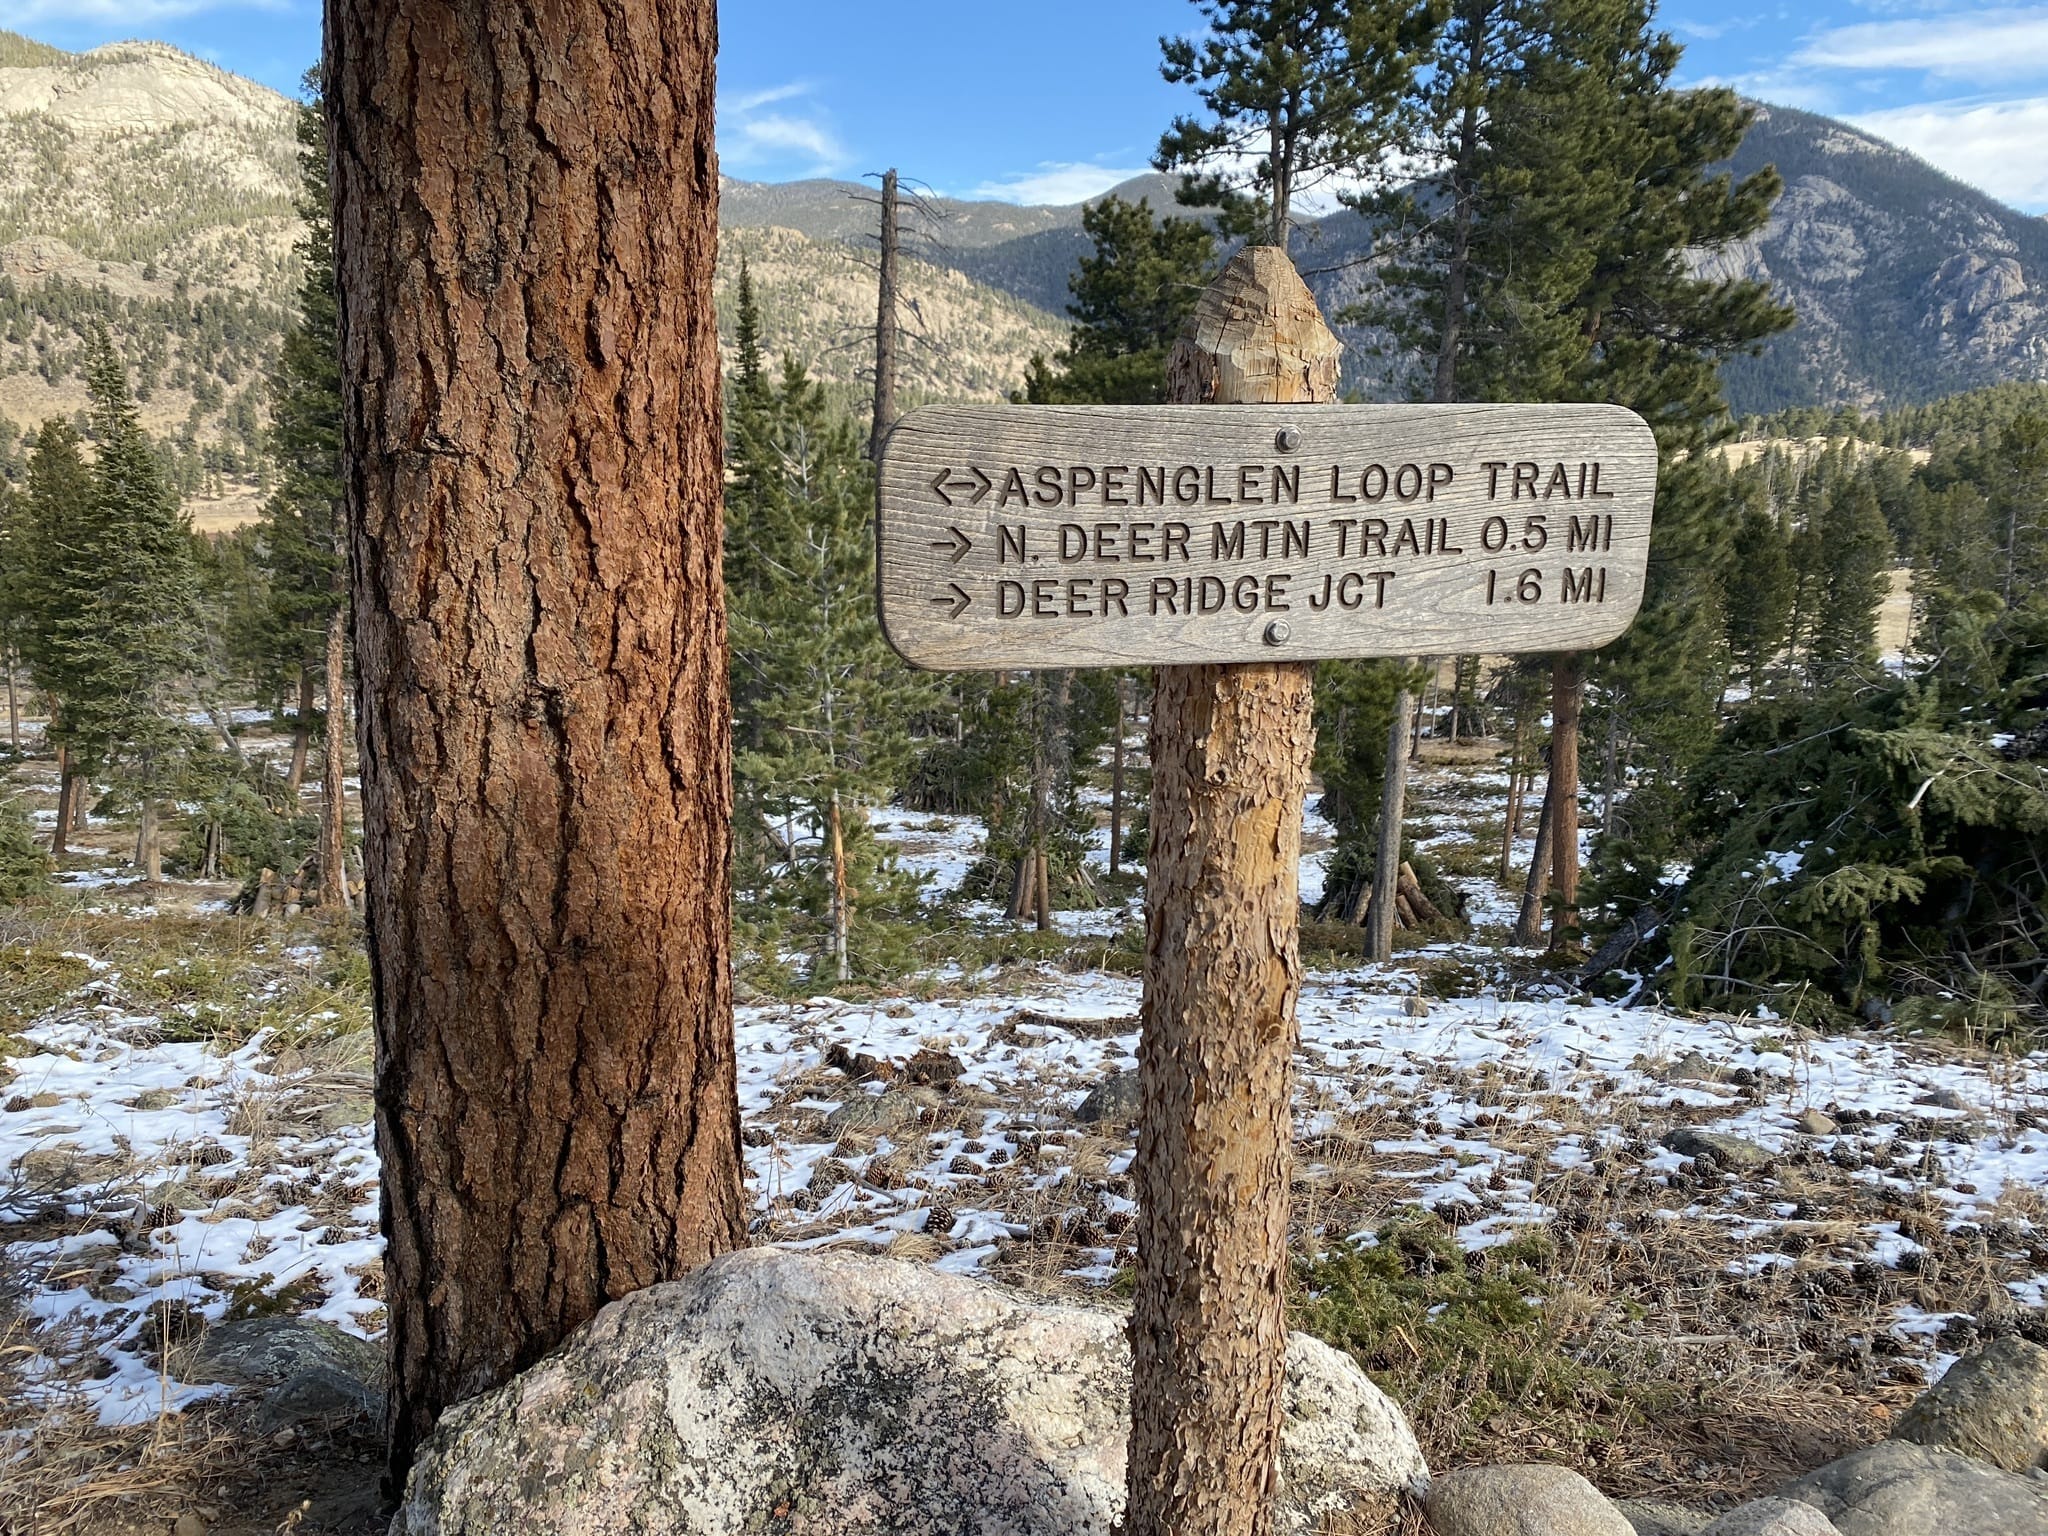 <->ASPENGLEN LOOP TRAIL
-> N. DEER MTN TRAIL 0.5 MI
-> DEER RIDGE JCT 1.6 MI